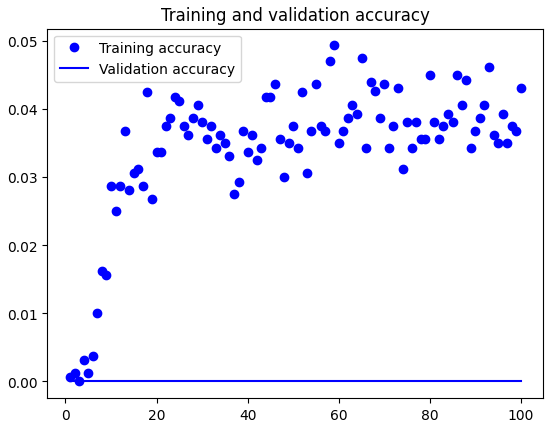 Training and validation accuracy
Training accuracy
Validation accuracy
0.05
0.04
0.03
0.02
0.01
0.00
0 20 40 60 80 100